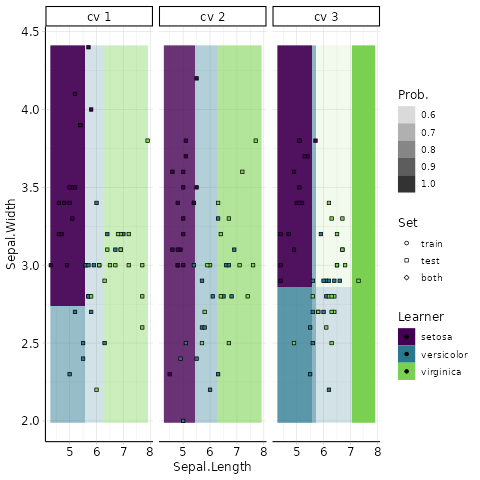 cv 1 cv 2 cv 3
4.5
4.0
3.5
3.0
2.5
2.0
Sepal.Width
5 6 7 8 5 6 7 8 5 6 7 8
Sepal.Length
Prob.
0.6
0.7
0.8
0.9
1.0
Set
train
test
both
Learner
setosa
versicolor
virginica